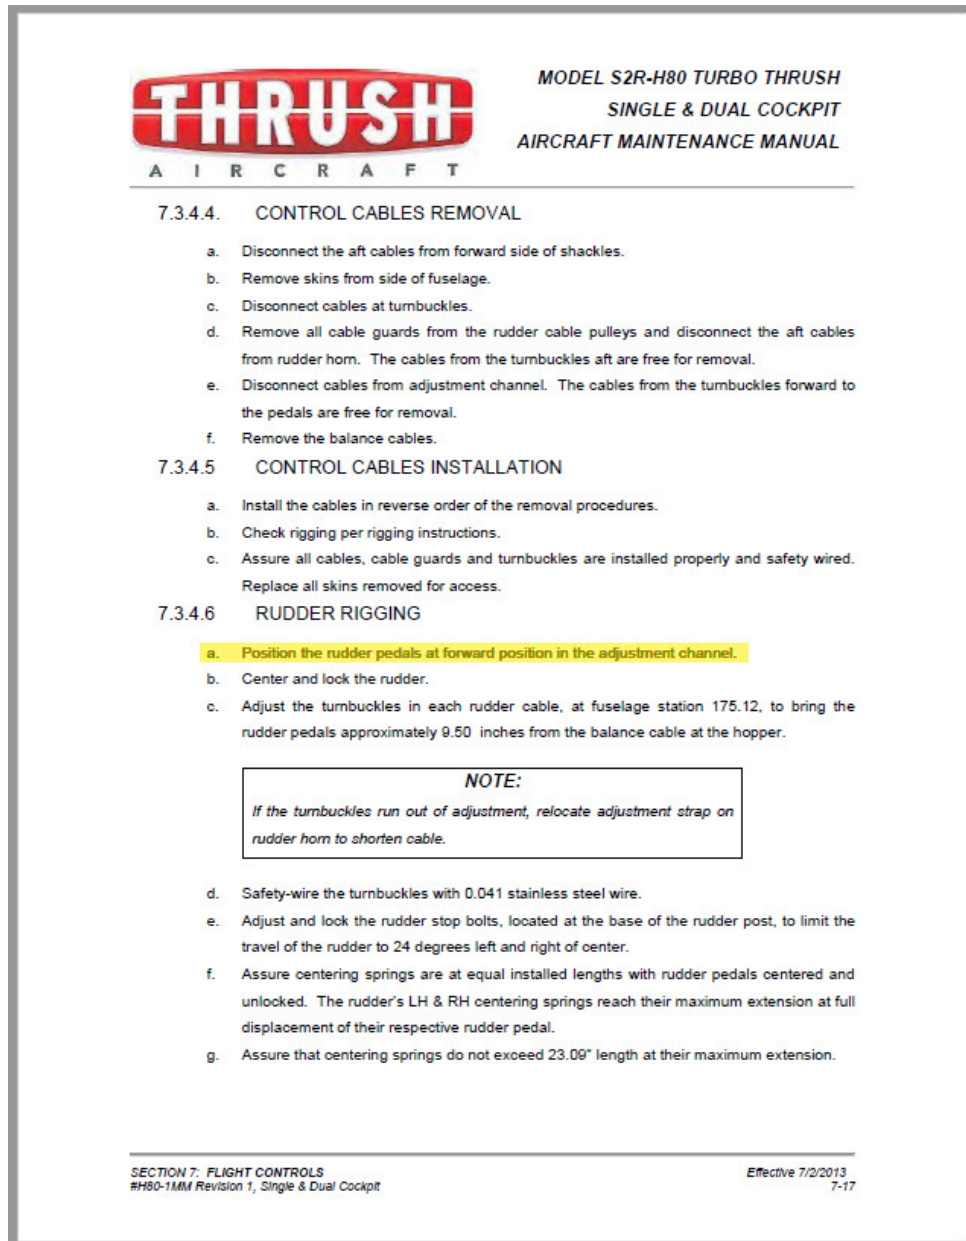 THRUSH
AIRCRAFT
MODEL S2R-H80 TURBO THRUSH
SINGLE & DUAL COCKPIT
AIRCRAFT MAINTENANCE MANUAL
7.3.4.4. CONTROL CABLES REMOVAL
a. Disconnect the aft cables from forward side of shackles.
b. Remove skins from side of fuselage.
c. Disconnect cables at turnbuckles.
d. Remove all cable guards from the rudder cable pulleys and disconnect the aft cables
from rudder horn. The cables from the turnbuckles aft are free for removal.
e. Disconnect cables from adjustment channel. The cables from the turnbuckles forward to
the pedals are free for removal.
f. Remove the balance cables.
7.3.4.5 CONTROL CABLES INSTALLATION
a. Install the cables in reverse order of the removal procedures.
b. Check rigging per rigging instructions.
c. Assure all cables, cable guards and turnbuckles are installed properly and safety wired.
Replace all skins removed for access.
7.3.4.6 RUDDER RIGGING
a. Position the rudder pedals at forward position in the adjustment channel.
b. Center and lock the rudder.
c. Adjust the turnbuckles in each rudder cable, at fuselage station 175.12, to bring the
rudder pedals approximately 9.50 inches from the balance cable at the hopper.
NOTE:
If the turnbuckles run out of adjustment, relocate adjustment strap on
rudder horn to shorten cable.
d. Safety-wire the turnbuckles with 0.041 stainless steel wire.
e. Adjust and lock the rudder stop bolts, located at the base of the rudder post, to limit the
travel of the rudder to 24 degrees left and right of center.
f. Assure centering springs are at equal installed lengths with rudder pedals centered and
unlocked. The rudder's LH & RH centering springs reach their maximum extension at full
displacement of their respective rudder pedal.
g. Assure that centering springs do not exceed 23.09" length at their maximum extension.
SECTION 7: FLIGHT CONTROLS
#H80-1MM Revision 1, Single & Dual Cockpit
Effective 7/2/2013
7-17